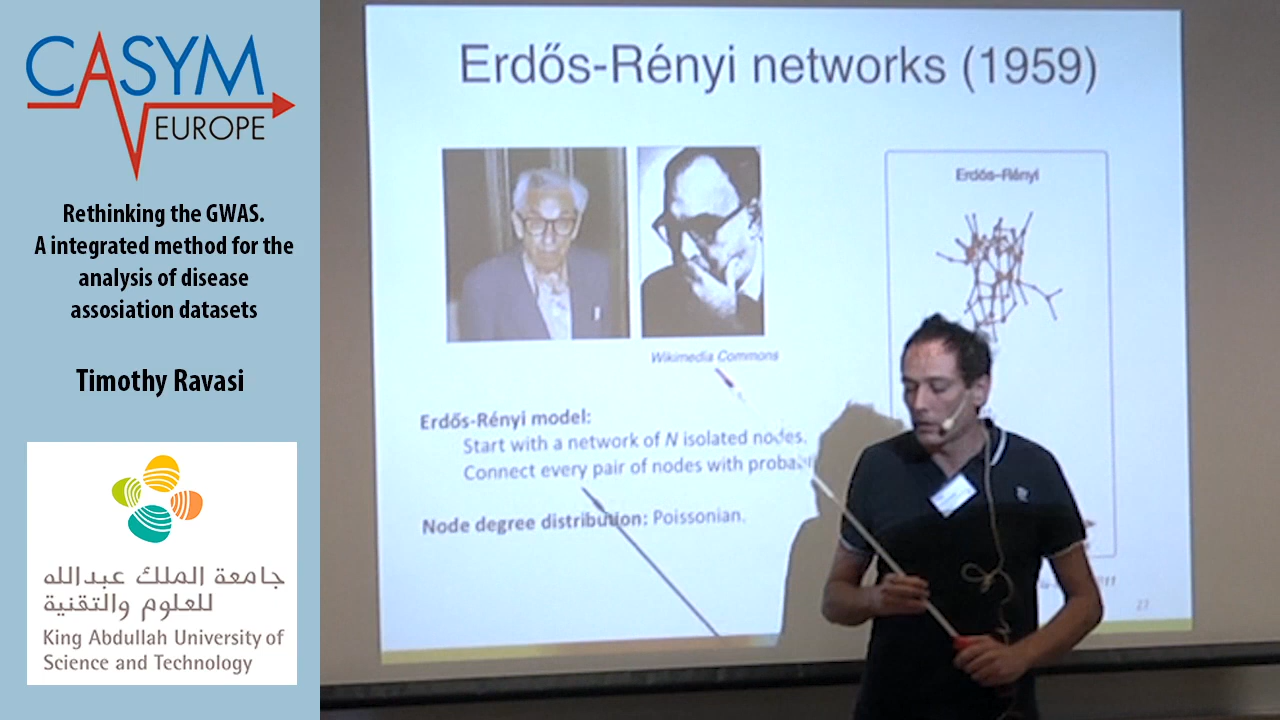 CASYM
EUROPE
Rethinking the GWAS.
A integrated method for the
analysis of disease
assosiation datasets
Timothy Ravasi
جامعة الملك عبدالله
للعلوم والتقنية
King Abdullah University of
Science and Technology
Erdős-Rényi networks (1959)
Erdős–Rényi
Wikimedia Commons
Erdős-Rényi model:
Start with a network of N isolated nodes.
Connect every pair of nodes with
Node degree distribution: Poissonian.
27